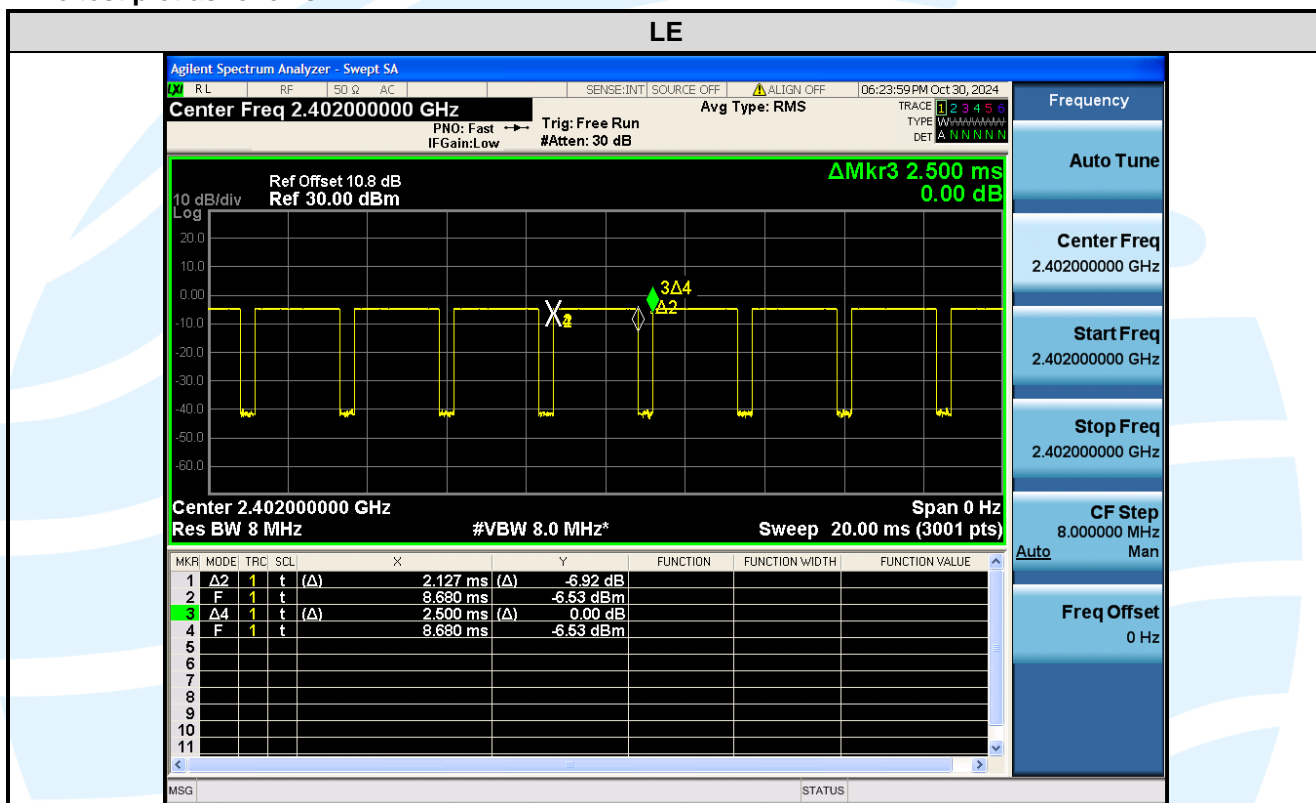 LE
Agilent Spectrum Analyzer - Swept SA
LXI RL RF 50 Ω AC SENSE:INT SOURCE OFF ALIGN OFF 06:23:59 PM Oct 30, 2024
Center Freq 2.402000000 GHz
PNO: Fast
IFGain:Low
Trig: Free Run
#Atten: 30 dB
Avg Type: RMS
TRACE 1 2 3 4 5 6
TYPE
DET A N N N N N
ΔMkr3 2.500 ms
0.00 dB
Ref Offset 10.8 dB
10 dB/div Ref 30.00 dBm
Log
20.0
10.0
0.00
-10.0
-20.0
-30.0
-40.0
-50.0
-60.0
3Δ4
Δ2
Center 2.402000000 GHz Span 0 Hz
Res BW 8 MHz #VBW 8.0 MHz* Sweep 20.00 ms (3001 pts)
MKR MODE TRC SCL X Y FUNCTION FUNCTION WIDTH FUNCTION VALUE
1 Δ2 1 t (Δ) 2.127 ms (Δ) -6.92 dB
2 F 1 t 8.680 ms -6.53 dBm
3 Δ4 1 t (Δ) 2.500 ms (Δ) 0.00 dB
4 F 1 t 8.680 ms -6.53 dBm
5
6
7
8
9
10
11
MSG STATUS
Frequency
Auto Tune
Center Freq
2.402000000 GHz
Start Freq
2.402000000 GHz
Stop Freq
2.402000000 GHz
CF Step
8.000000 MHz
Auto Man
Freq Offset
0 Hz